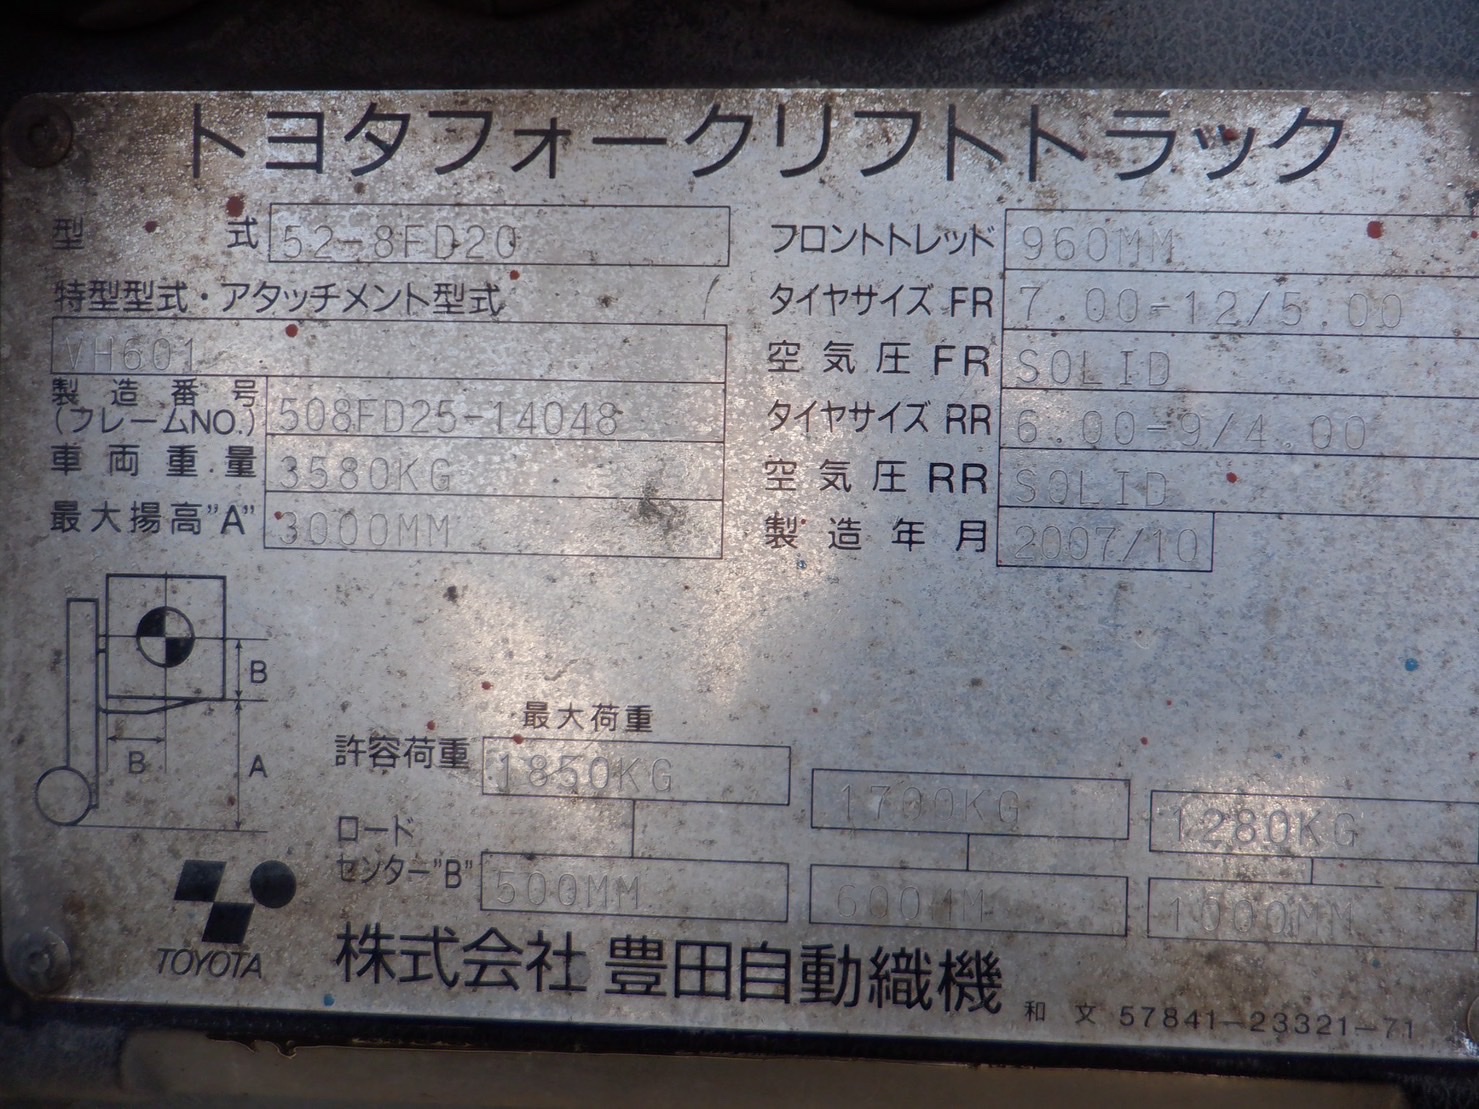 トヨタフォークリフトトラック
型式 52-8FD20
特型型式・アタッチメント型式
VH601
製造番号
(フレームNO.) 508FD25-14048
車両重量 3580KG
最大揚高"A" 3000MM
フロントトレッド 960MM
タイヤサイズ FR 7.00-12/5.00
空気圧 FR SOLID
タイヤサイズ RR 6.00-9/4.00
空気圧 RR SOLID
製造年月 2007/10
B
B
A
最大荷重
許容荷重 1850KG 1700KG 1280KG
ロード
センター"B" 500MM 600MM 1000MM
TOYOTA
株式会社 豊田自動織機
和文 57841-23321-71